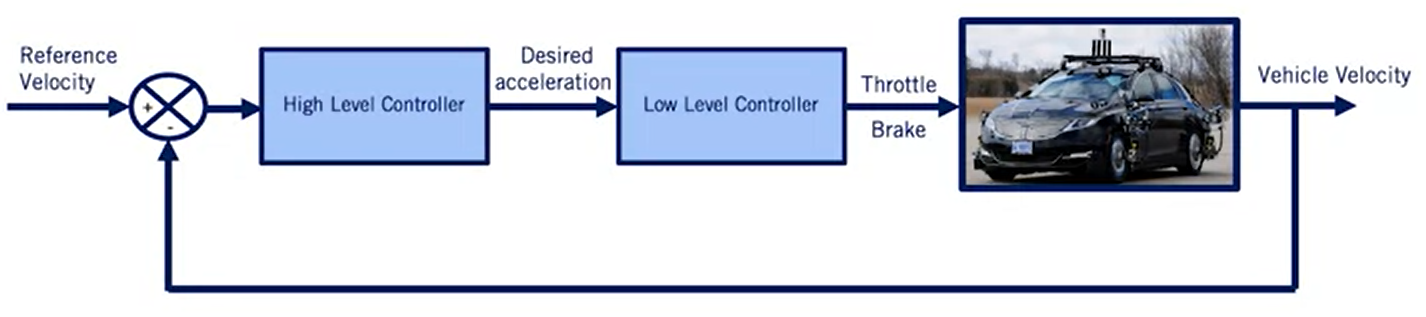 Reference
Velocity
+
-
High Level Controller
Desired
acceleration
Low Level Controller
Throttle
Brake
Vehicle Velocity